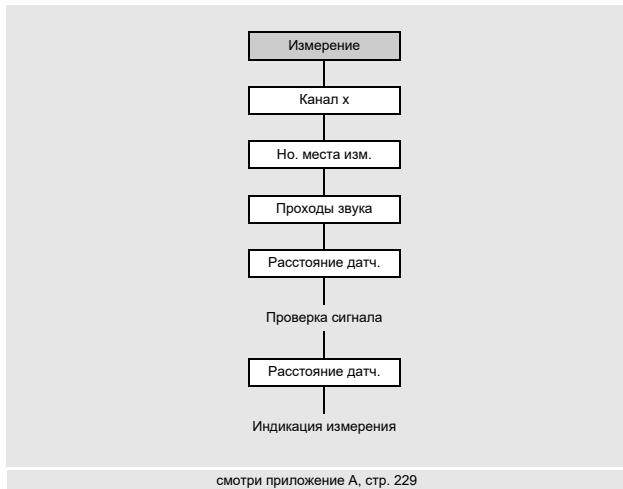 Измерение
Канал x
Но. места изм.
Проходы звука
Расстояние датч.
Проверка сигнала
Расстояние датч.
Индикация измерения
смотри приложение A, стр. 229